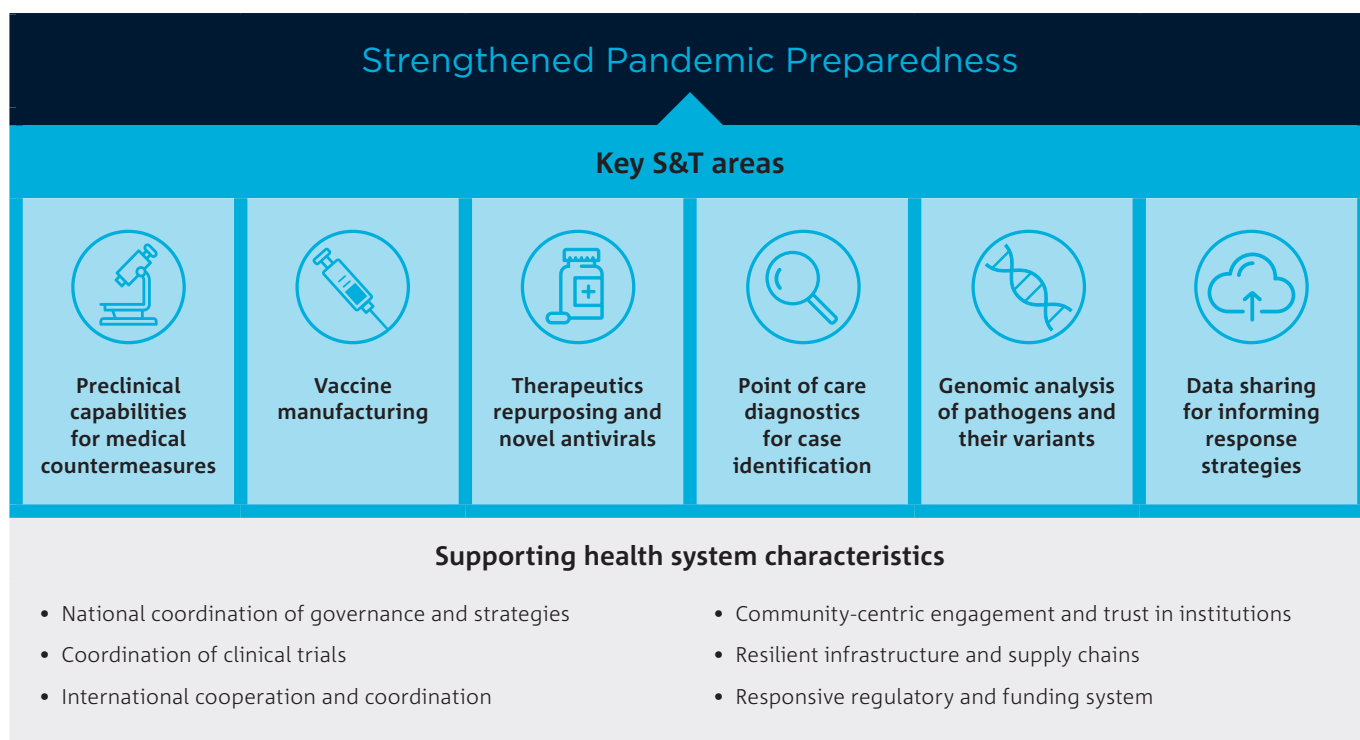 Strengthened Pandemic Preparedness
Key S&T areas
Preclinical
capabilities
for medical
countermeasures
Vaccine
manufacturing
Therapeutics
repurposing and
novel antivirals
Point of care
diagnostics
for case
identification
Genomic analysis
of pathogens and
their variants
Data sharing
for informing
response
strategies
Supporting health system characteristics
• National coordination of governance and strategies
• Coordination of clinical trials
• International cooperation and coordination
• Community-centric engagement and trust in institutions
• Resilient infrastructure and supply chains
• Responsive regulatory and funding system